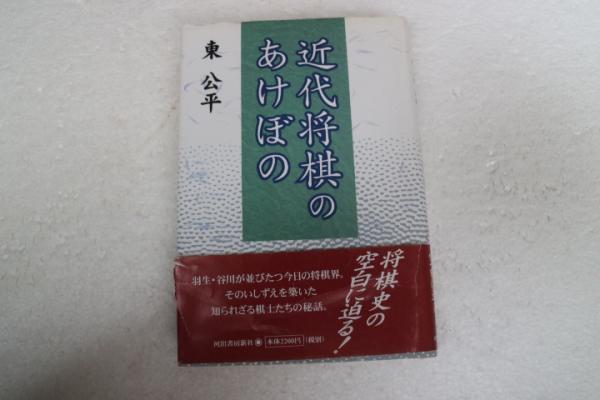 近代将棋の
あけぼの
東 公平
将棋史の
空白に迫る!
羽生・谷川が並びたつ今日の将棋界。
そのいしずえを築いた
知られざる棋士たちの秘話。
河出書房新社
本体2200円 (税別)